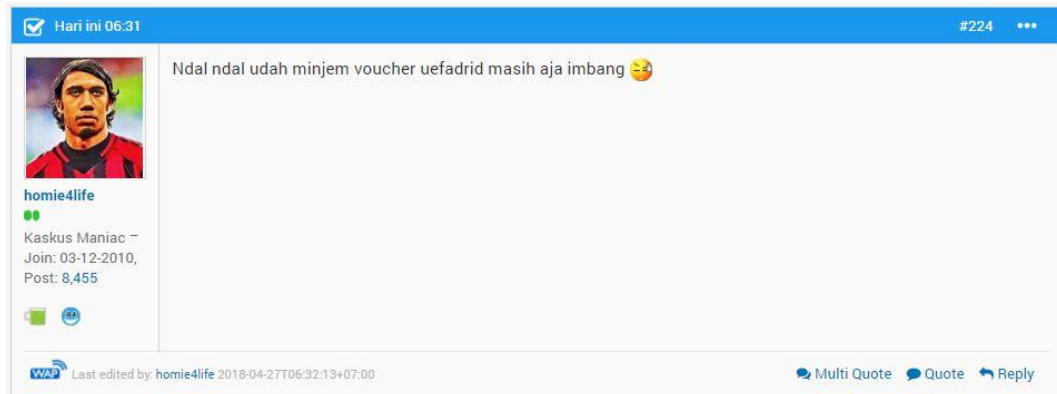 Hari ini 06:31
#224
Ndal ndal udah minjem voucher uefadrid masih aja imbang
homie4life
Kaskus Maniac
Join: 03-12-2010,
Post: 8,455
WAP Last edited by: homie4life 2018-04-27T06:32:13+07:00
Multi Quote Quote Reply